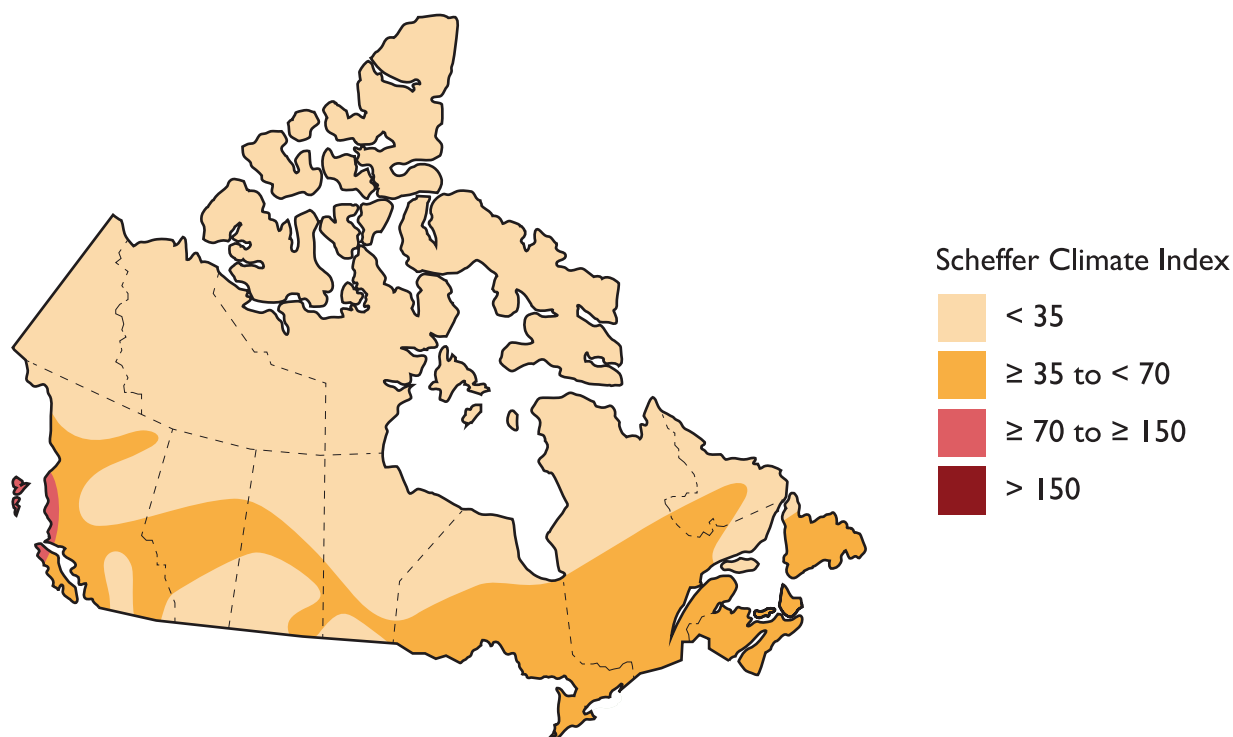 Scheffer Climate Index
< 35
≥ 35 to < 70
≥ 70 to ≥ 150
> 150